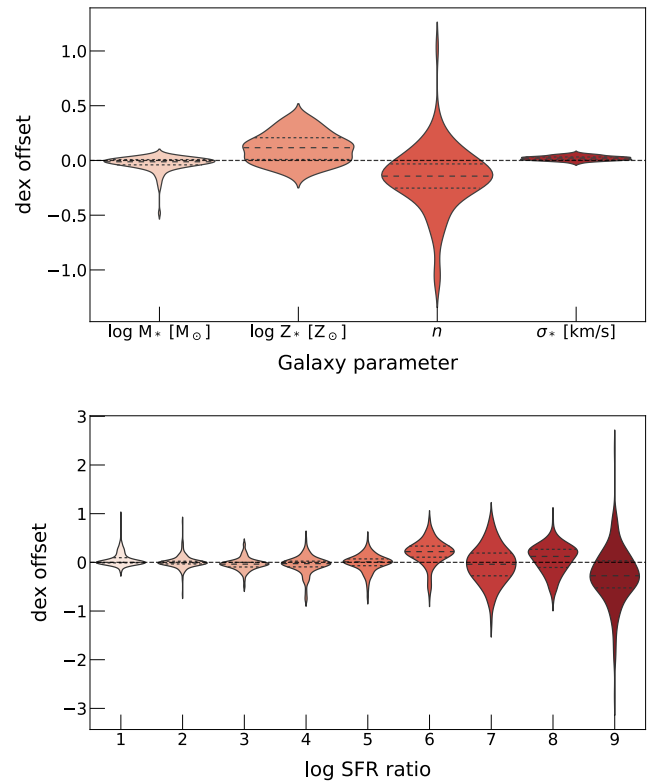 1.0
0.5
0.0
−0.5
−1.0
dex offset
log M* [M⊙] log Z* [Z⊙] n σ* [km/s]
Galaxy parameter
3
2
1
0
−1
−2
−3
dex offset
1 2 3 4 5 6 7 8 9
log SFR ratio